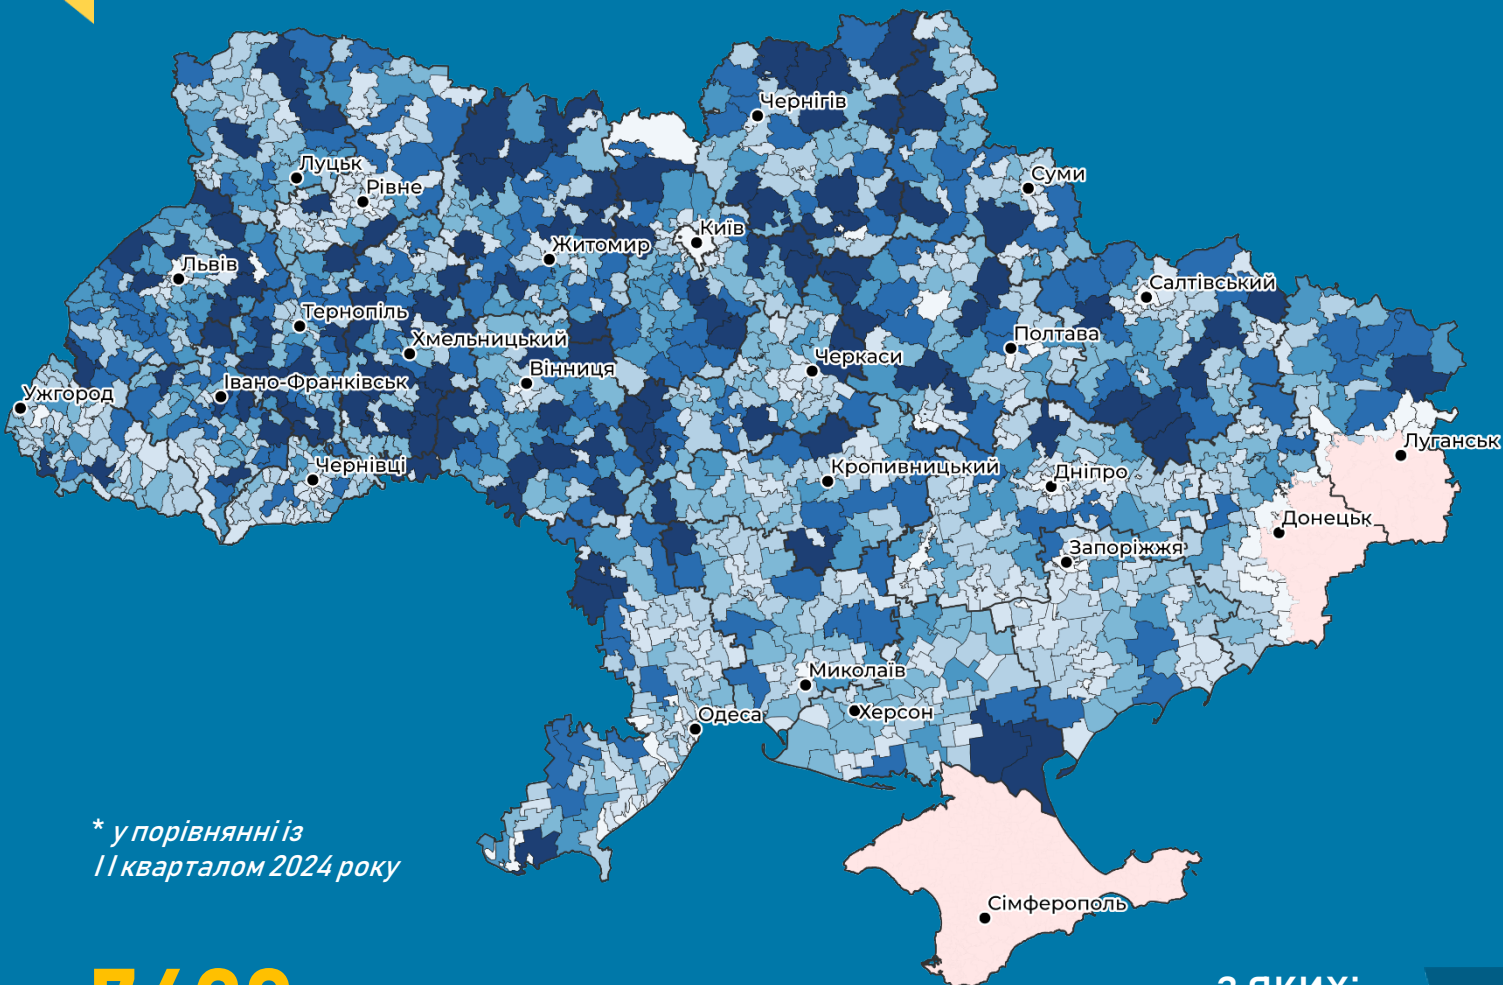 Чернігів
Луцьк
Рівне
Суми
Київ
Житомир
Львів
Салтівський
Тернопіль
Хмельницький
Полтава
Вінниця
Черкаси
Івано-Франківськ
Ужгород
Луганськ
Чернівці
Кропивницький
Дніпро
Донецьк
Запоріжжя
Миколаїв
Одеса
Херсон
* у порівнянні із
II кварталом 2024 року
Сімферополь
з яких: